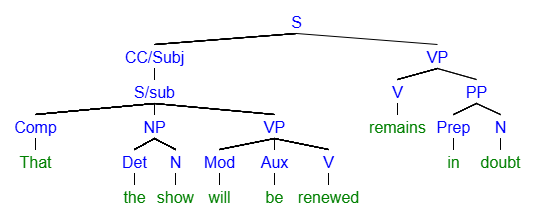 S
CC/Subj VP
S/sub V PP
Comp NP VP remains Prep N
That Det N Mod Aux V in doubt
the show will be renewed